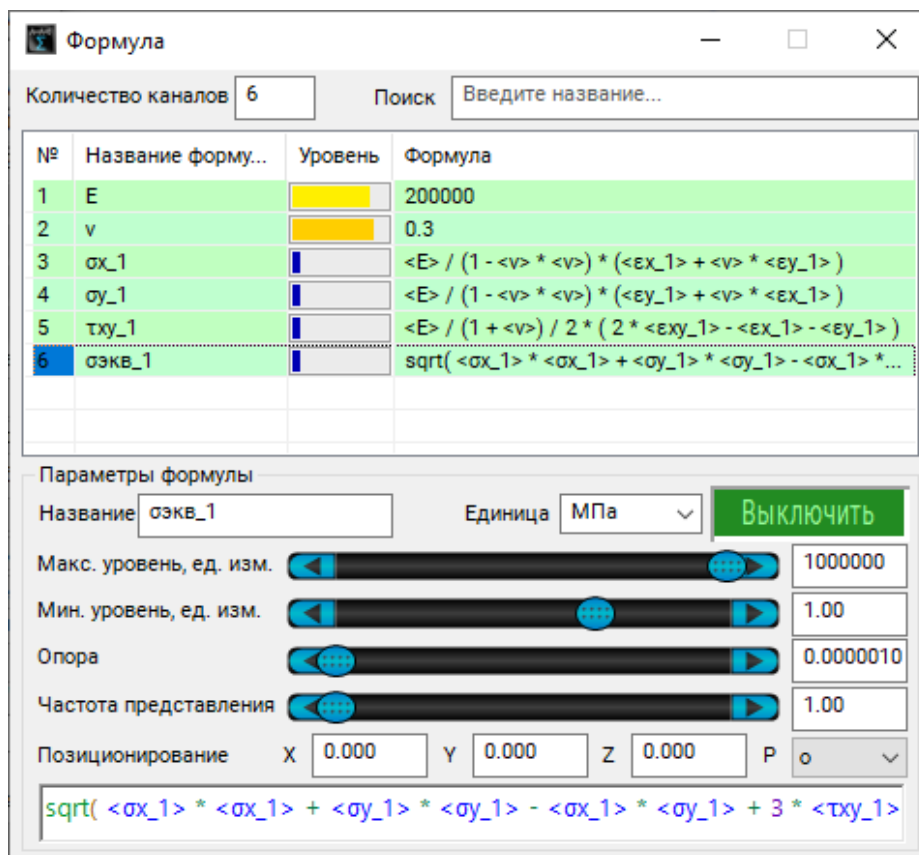 Формула
Количество каналов 6 Поиск Введите название...
№ Название форму... Уровень Формула
1 E 200000
2 v 0.3
3 σx_1 <E> / (1 - <v> * <v>) * (<εx_1> + <v> * <εy_1> )
4 σy_1 <E> / (1 - <v> * <v>) * (<εy_1> + <v> * <εx_1> )
5 τxy_1 <E> / (1 + <v>) / 2 * ( 2 * <εxy_1> - <εx_1> - <εy_1> )
6 σэкв_1 sqrt( <σx_1> * <σx_1> + <σy_1> * <σy_1> - <σx_1> *...
Параметры формулы
Название σэкв_1 Единица МПа Выключить
Макс. уровень, ед. изм. 1000000
Мин. уровень, ед. изм. 1.00
Опора 0.0000010
Частота представления 1.00
Позиционирование X 0.000 Y 0.000 Z 0.000 P o
sqrt( <σx_1> * <σx_1> + <σy_1> * <σy_1> - <σx_1> * <σy_1> + 3 * <τxy_1>